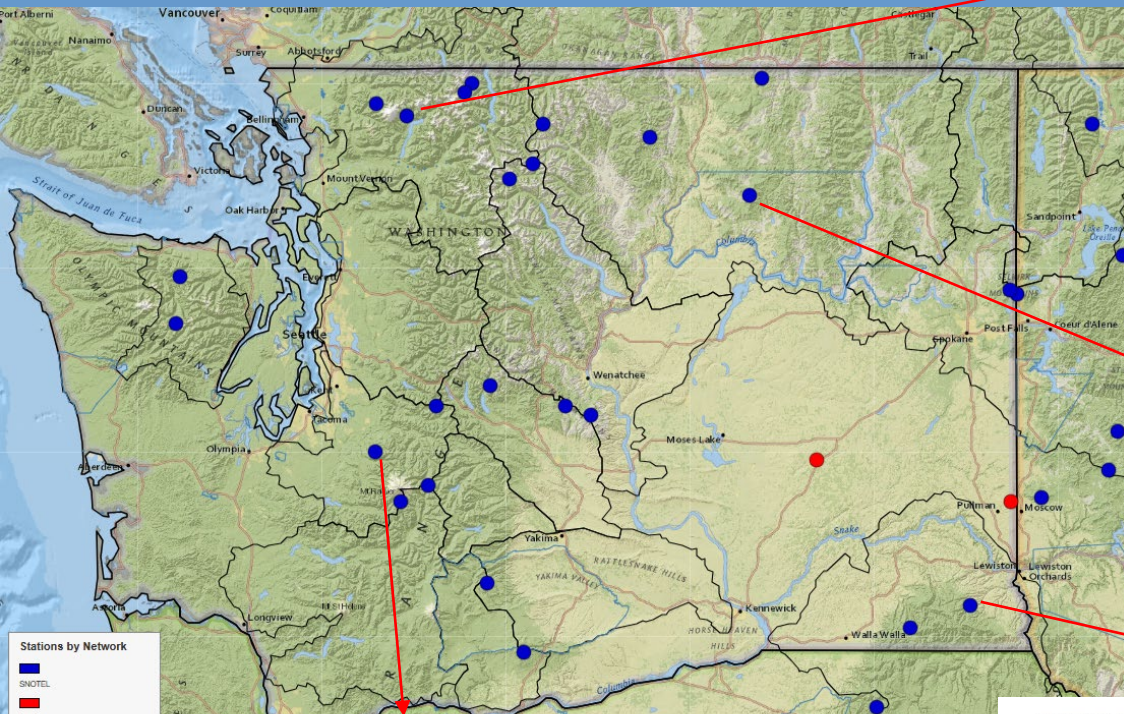 Port Alberni
Vancouver
Coquitlam
Castlegar
Nanaimo
Surrey
Abbotsford
Trail
Duncan
Bellingham
Victoria
Mount Vernon
Strait of Juan de Fuca
Oak Harbor
WASHINGTON
Sandpoint
Columbia
Everett
OLYMPIC MOUNTAINS
Seattle
Post Falls
Coeur d'Alene
Spokane
Wenatchee
Kent
Tacoma
Moses Lake
Olympia
Aberdeen
Pullman
Moscow
Snake
Yakima
RATTLESNAKE HILLS
YAKIMA VALLEY
Lewiston
Lewiston
Orchards
Astoria
Longview
Kennewick
HORSE HEAVEN
HILLS
Walla Walla
Columbia
Stations by Network
SNOTEL